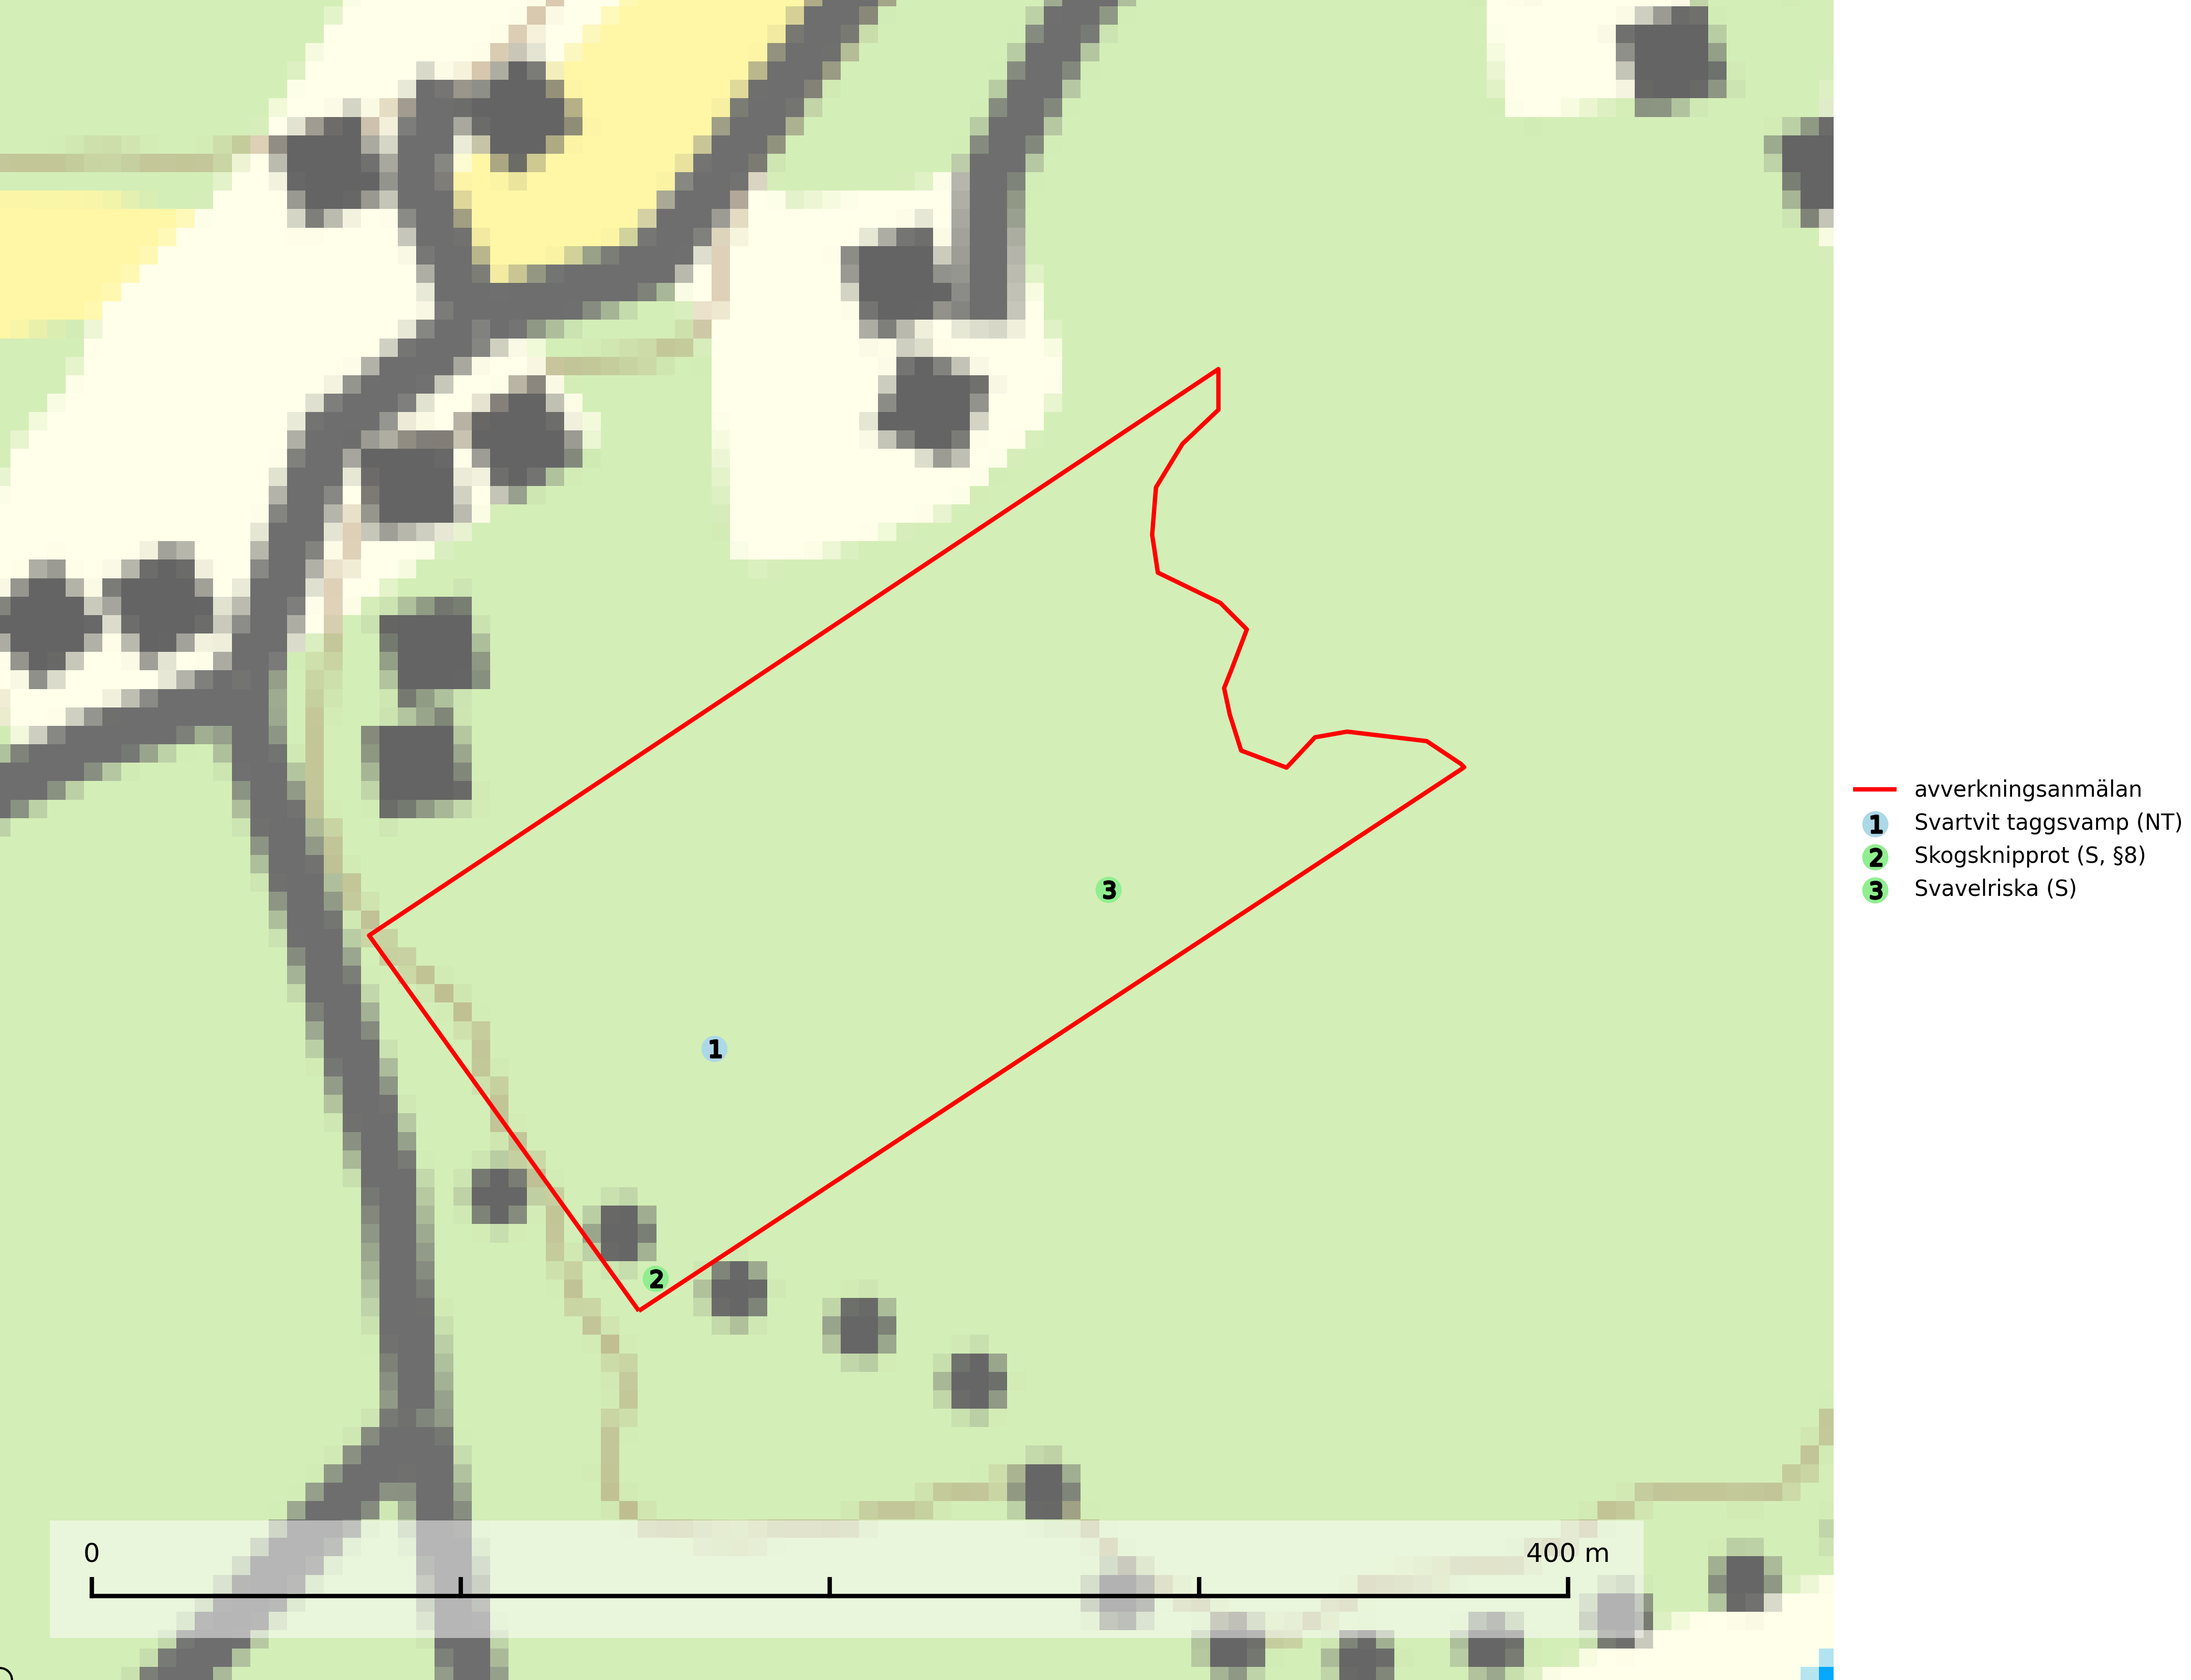 avverkningsanmälan
1 Svartvit taggsvamp (NT)
2 Skogsknipprot (S, §8)
3 Svavelriska (S)
3
1
2
0 400 m